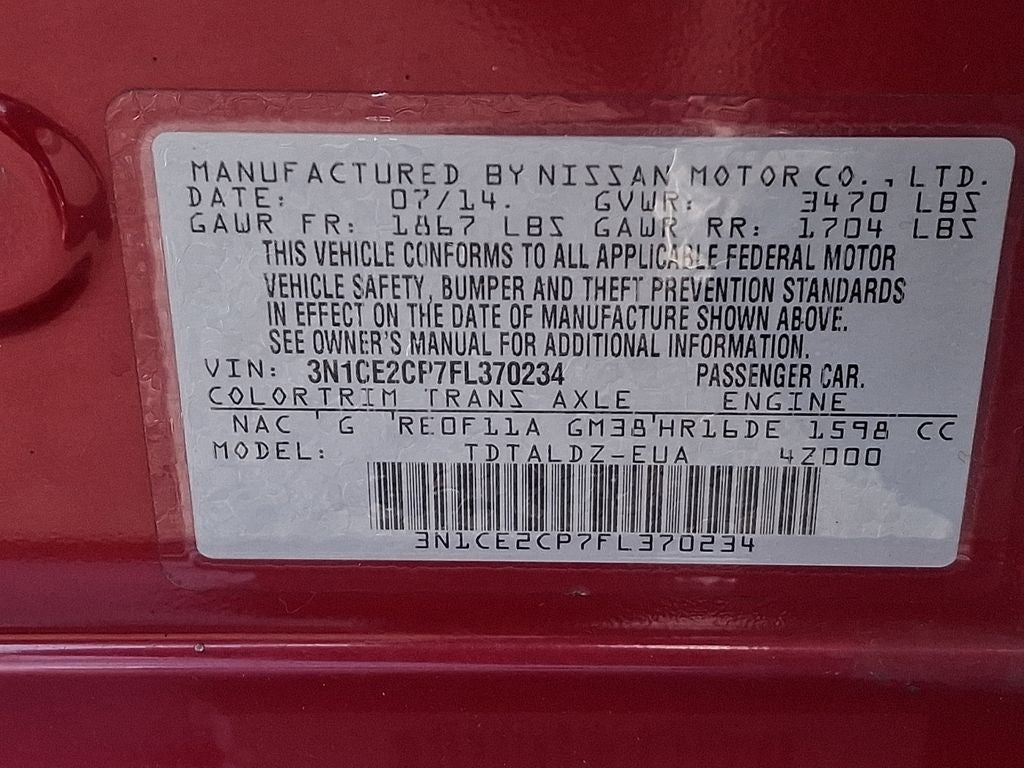 MANUFACTURED BY NISSAN MOTOR CO., LTD.
DATE: 07/14. GVWR: 3470 LBS
GAWR FR: 1867 LBS GAWR RR: 1704 LBS
THIS VEHICLE CONFORMS TO ALL APPLICABLE FEDERAL MOTOR
VEHICLE SAFETY, BUMPER AND THEFT PREVENTION STANDARDS
IN EFFECT ON THE DATE OF MANUFACTURE SHOWN ABOVE.
SEE OWNER'S MANUAL FOR ADDITIONAL INFORMATION.
VIN: 3N1CE2CP7FL370234 PASSENGER CAR.
COLOR TRIM TRANS AXLE ENGINE
NAC G RE0F11A GM38 HR16DE 1598 CC
MODEL: TDTALDZ-EUA 4Z000
3N1CE2CP7FL370234